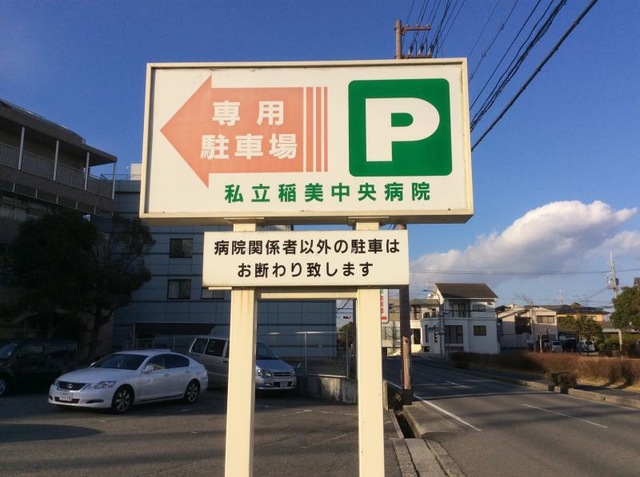 専用
駐車場
P
私立稲美中央病院
病院関係者以外の駐車は
お断わり致します